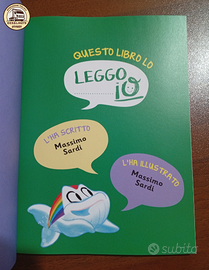 QUESTO LIBRO LO
LEGGO
iO
L'HA SCRITTO
Massimo
Sardi
L'HA ILLUSTRATO
Massimo
Sardi
subito